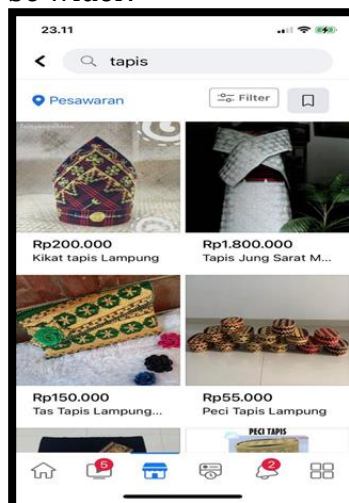 23.11
tapis
Pesawaran
Filter
Rp200.000
Kikat tapis Lampung
Rp1.800.000
Tapis Jung Sarat M...
Rp150.000
Tas Tapis Lampung...
Rp55.000
Peci Tapis Lampung
PECI TAPIS
5
2